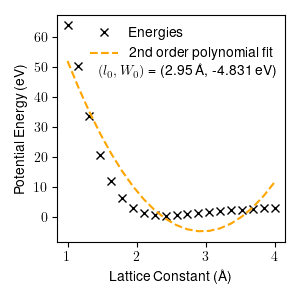 Energies
2nd order polynomial fit
(l₀, W₀) = (2.95 Å, -4.831 eV)
60
50
40
30
20
10
0
Potential Energy (eV)
1 2 3 4
Lattice Constant (Å)